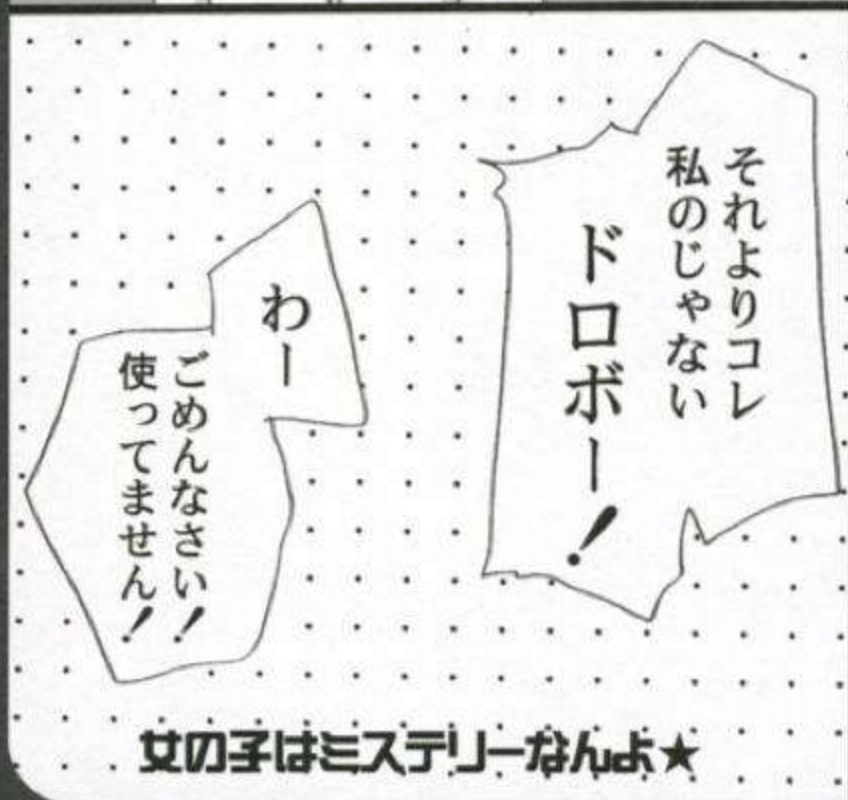 それよりコレ
私のじゃない
ドロボー！
わー
ごめんなさい！
使ってません！
女の子はミステリーなんよ★